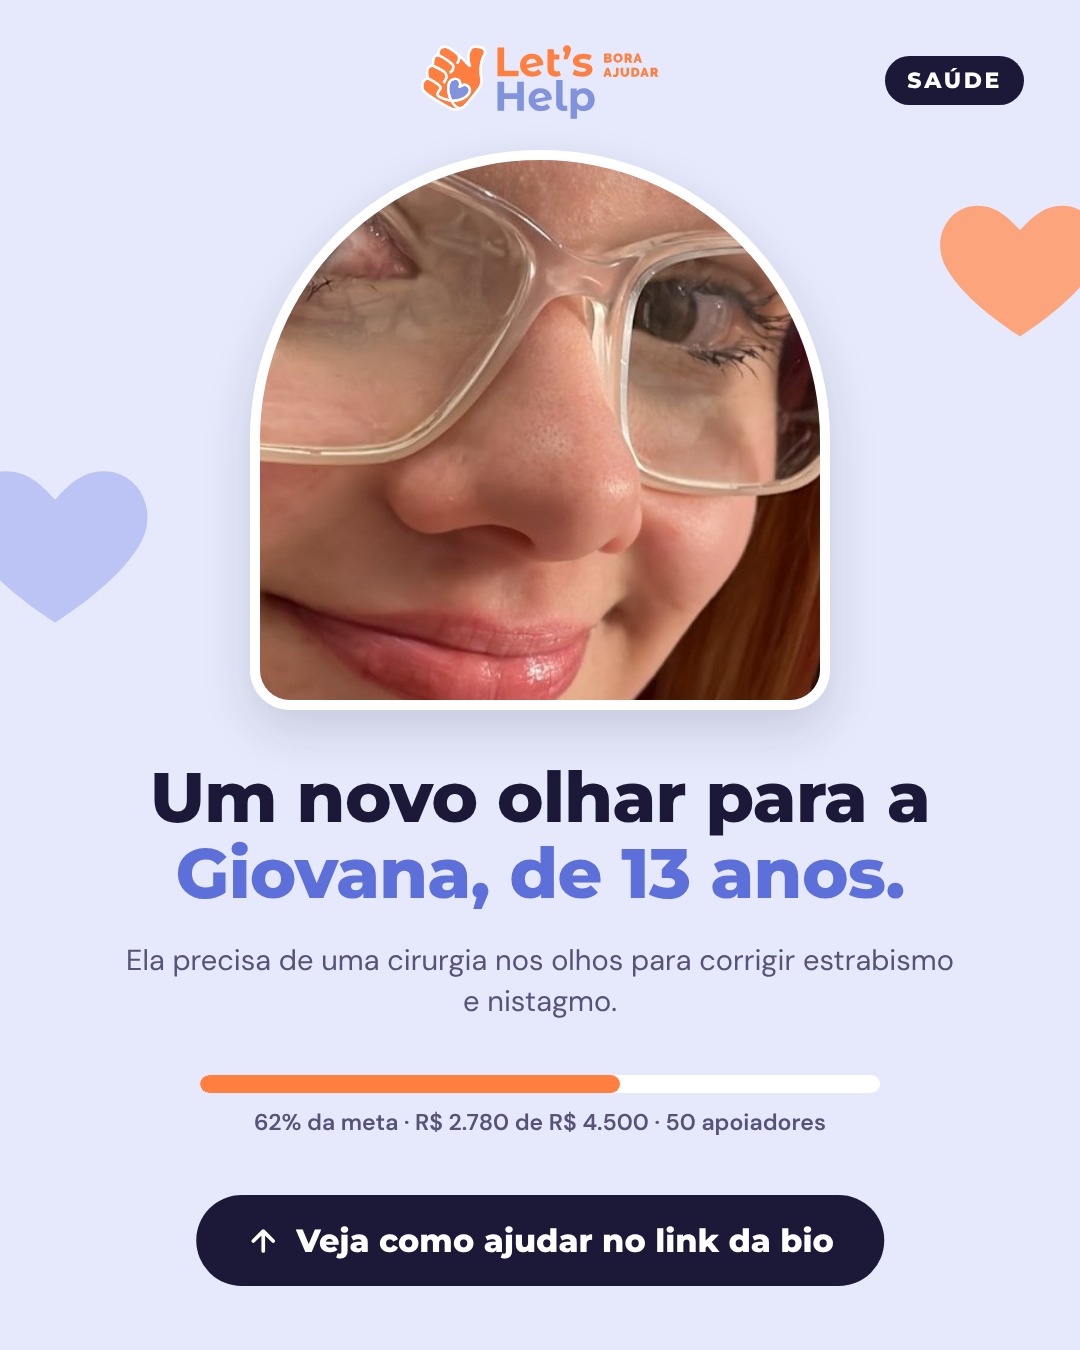 Let's
Help
BORA
AJUDAR
SAÚDE
Um novo olhar para a
Giovana, de 13 anos.
Ela precisa de uma cirurgia nos olhos para corrigir estrabismo
e nistagmo.
62% da meta · R$ 2.780 de R$ 4.500 · 50 apoiadores
↑ Veja como ajudar no link da bio